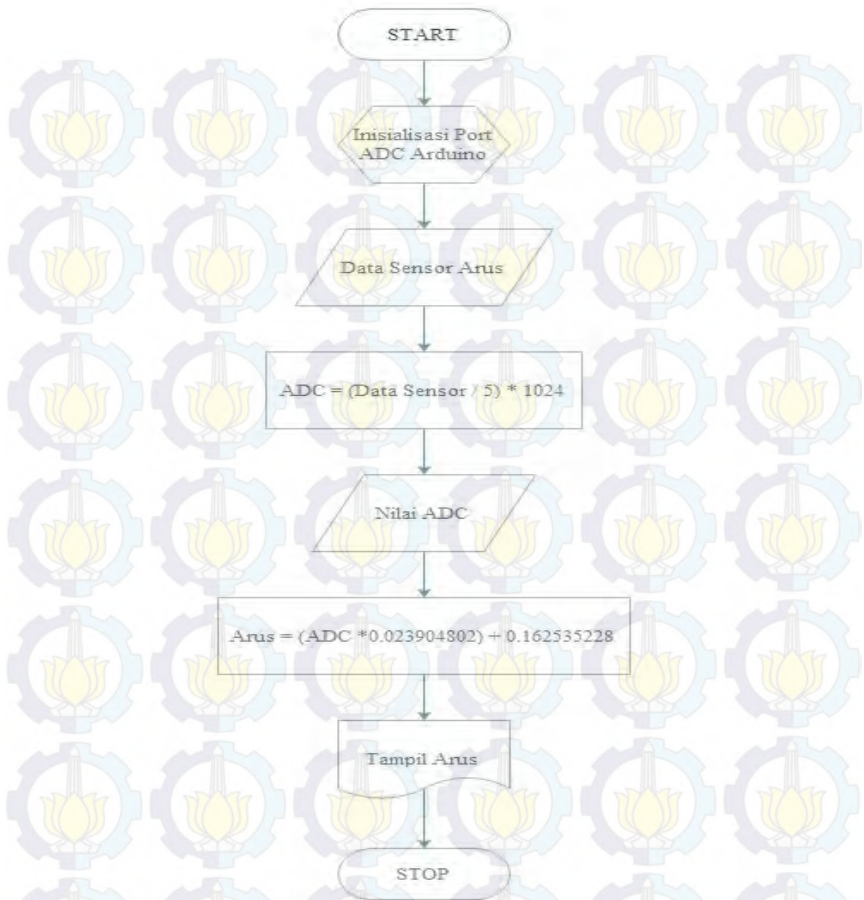 START
Inisialisasi Port
ADC Arduino
Data Sensor Arus
ADC = (Data Sensor / 5) * 1024
Nilai ADC
Arus = (ADC *0.023904802) + 0.162535228
Tampil Arus
STOP